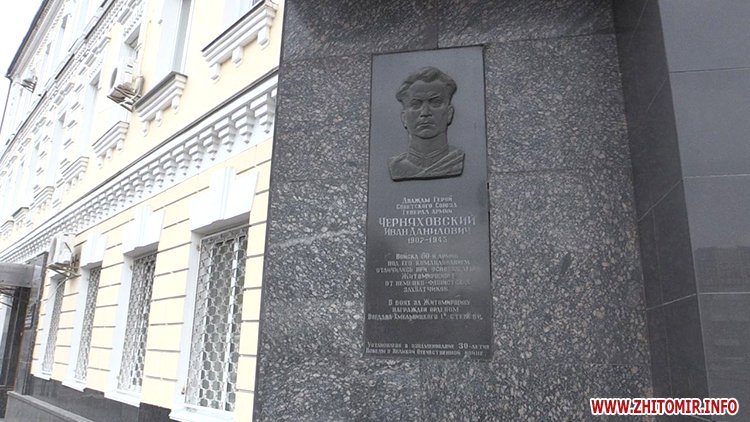 Дважды Герой
Советского Союза
Генерал армии
Черняховский
Иван Данилович
1907-1945
Войска 60-й армии
под его командованием
отличились при
Житомирщины
от немецко-фашистских
захватчиков.
В боях за Житомирщину
награжден орденом
Богдана Хмельницкого 1й степени.
Установлена в ознаменование 30-летия
Победы в Великой Отечественной войне
WWW.ZHITOMIR.INFO